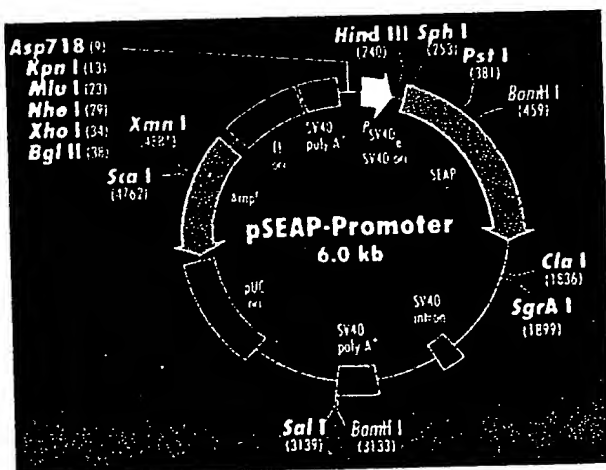 Asp718 (9)
Kpn I (13)
Mlu I (23)
Nhe I (29)
Xho I (34)
Bgl II (38)
Hind III
(240)
Sph I
(253)
Pst I
(381)
BamH I
(459)
Xmn I
Sca I
(4762)
f1
ori
SV40
poly A+
PSV40e
SV40 ori
SEAP
Ampr
pSEAP-Promoter
6.0 kb
Cla I
(1836)
SgrA I
(1899)
pUC
ori
SV40
poly A+
SV40
intron
Sal I
(3139)
BamH I
(3133)